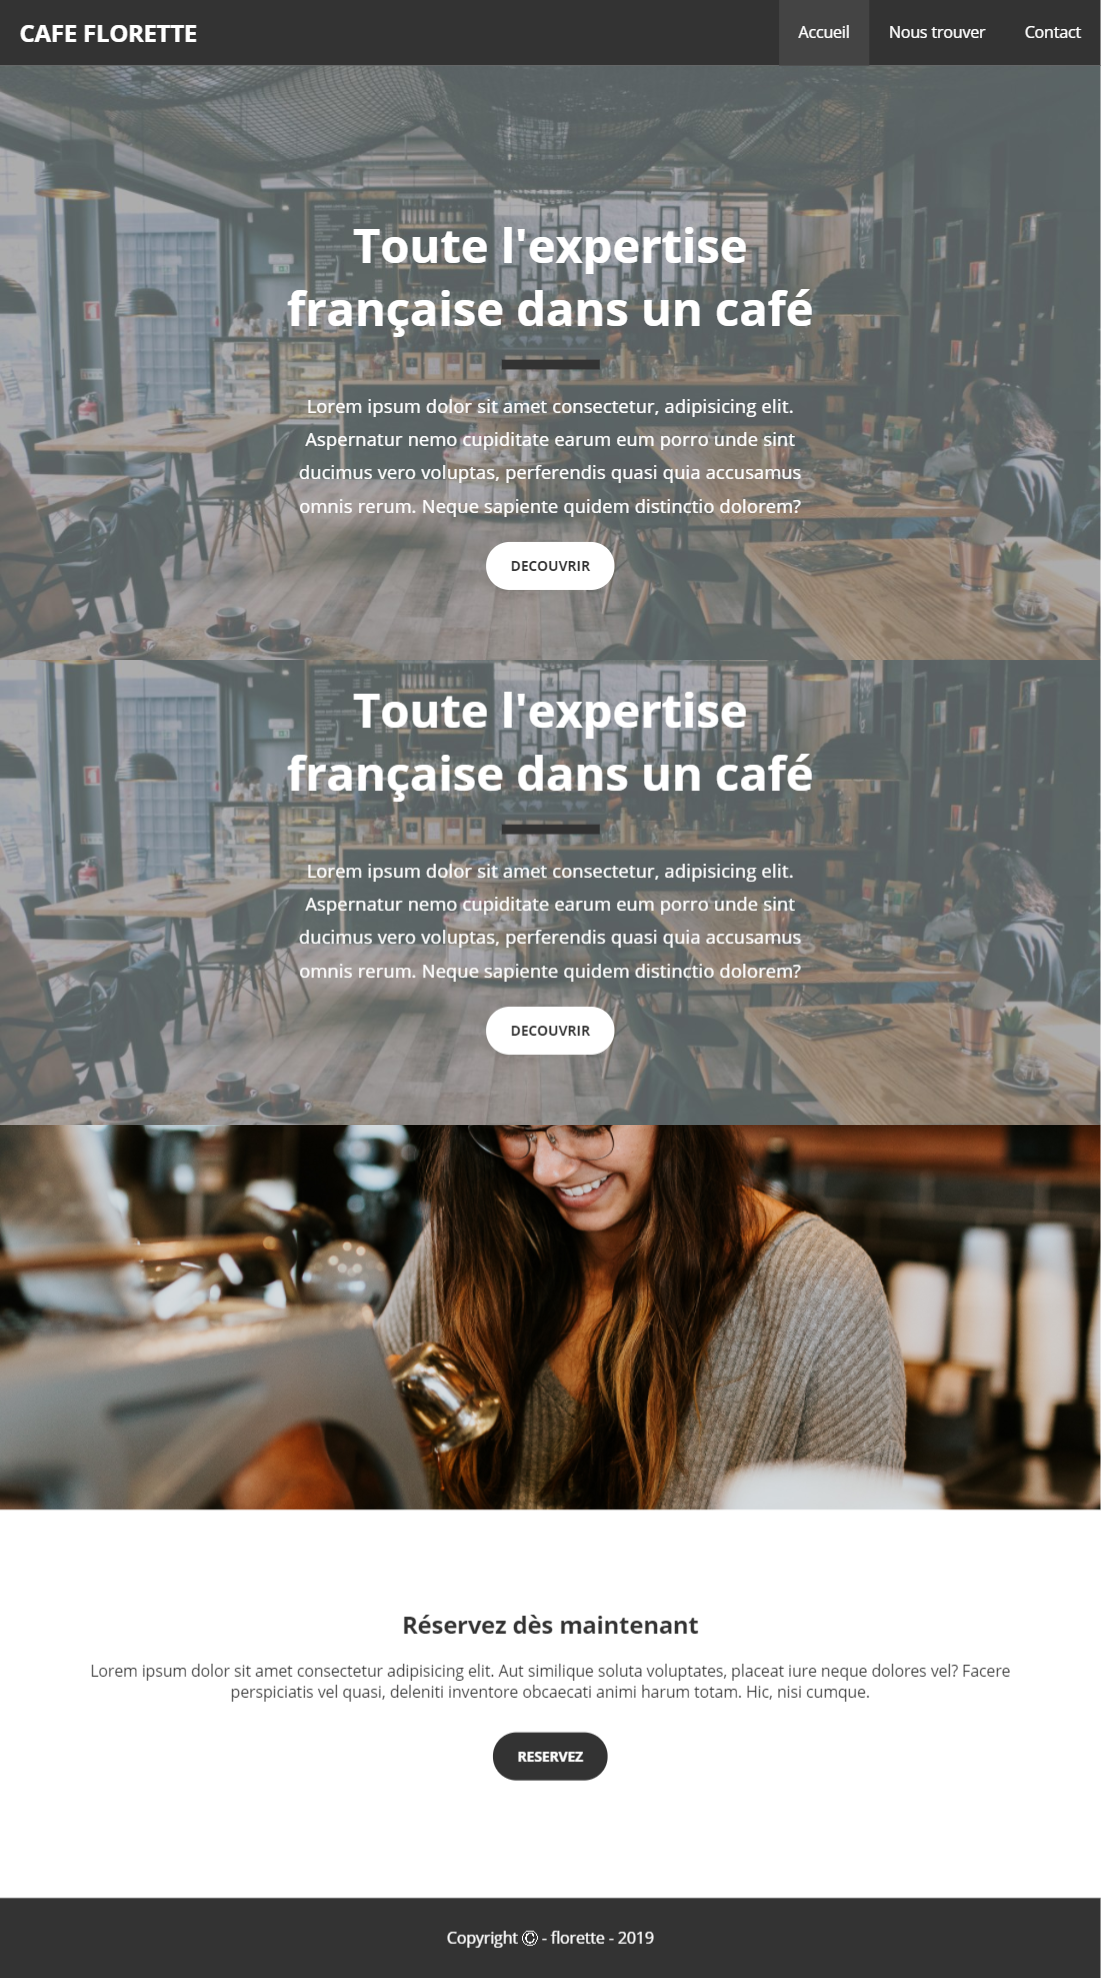 CAFE FLORETTE
Accueil Nous trouver Contact
Toute l'expertise
française dans un café
Lorem ipsum dolor sit amet consectetur, adipisicing elit.
Aspernatur nemo cupiditate earum eum porro unde sint
ducimus vero voluptas, perferendis quasi quia accusamus
omnis rerum. Neque sapiente quidem distinctio dolorem?
DECOUVRIR
Toute l'expertise
française dans un café
Lorem ipsum dolor sit amet consectetur, adipisicing elit.
Aspernatur nemo cupiditate earum eum porro unde sint
ducimus vero voluptas, perferendis quasi quia accusamus
omnis rerum. Neque sapiente quidem distinctio dolorem?
DECOUVRIR
Réservez dès maintenant
Lorem ipsum dolor sit amet consectetur adipisicing elit. Aut similique soluta voluptates, placeat iure neque dolores vel? Facere
perspiciatis vel quasi, deleniti inventore obcaecati animi harum totam. Hic, nisi cumque.
RESERVEZ
Copyright © - florette - 2019